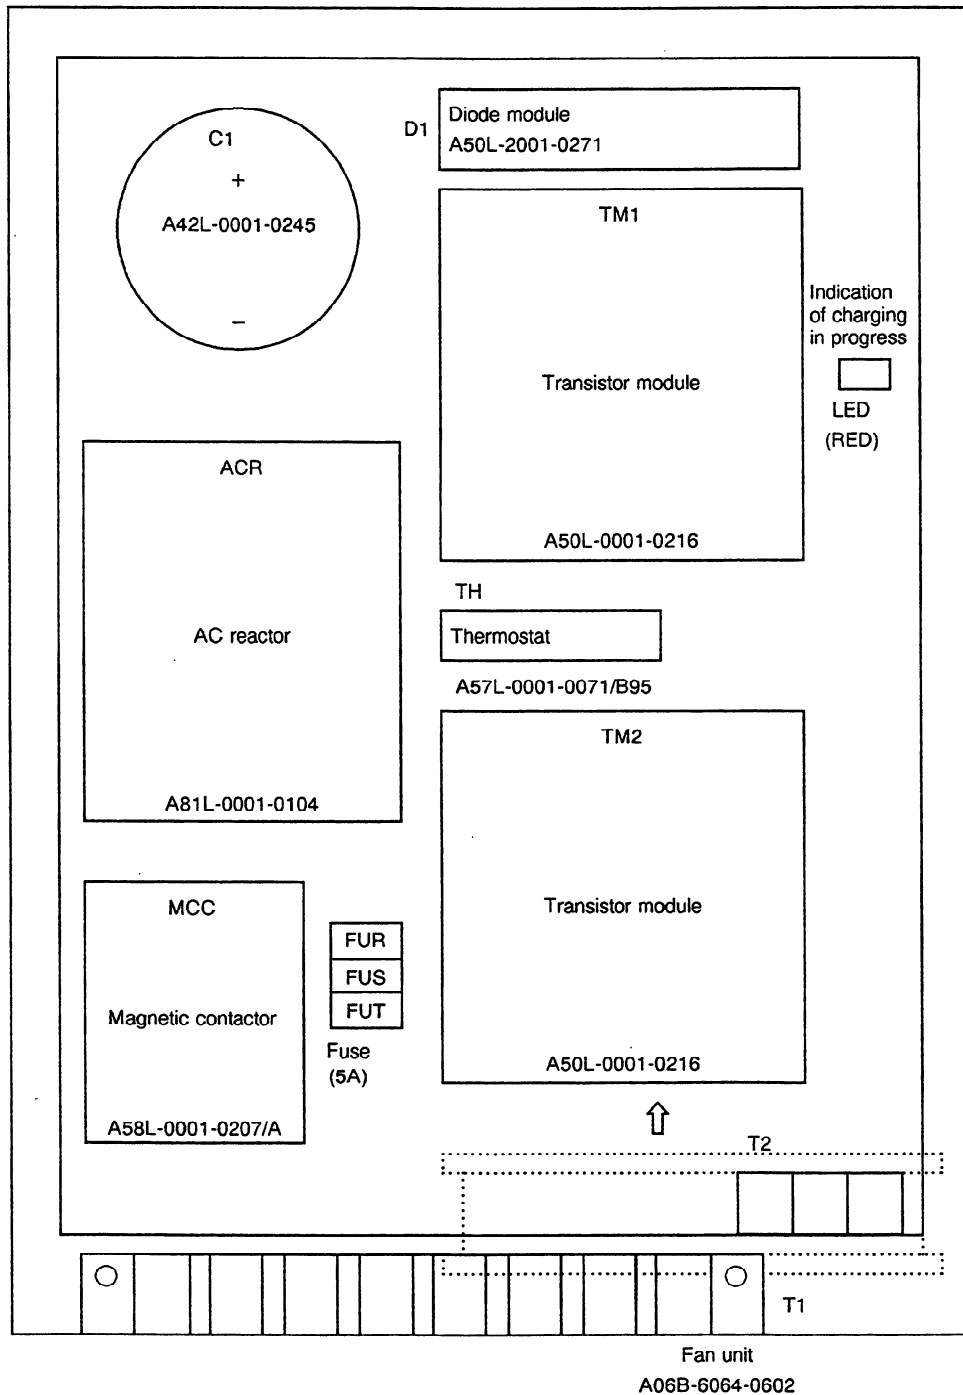 C1
+
A42L-0001-0245
−
D1
Diode module
A50L-2001-0271
TM1
Transistor module
A50L-0001-0216
Indication
of charging
in progress
LED
(RED)
ACR
AC reactor
A81L-0001-0104
TH
Thermostat
A57L-0001-0071/B95
TM2
Transistor module
A50L-0001-0216
MCC
Magnetic contactor
A58L-0001-0207/A
FUR
FUS
FUT
Fuse
(5A)
T2
T1
Fan unit
A06B-6064-0602